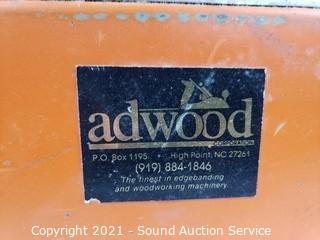 adwood
CORPORATION
P.O. Box 1195 • High Point, NC 27261
(919) 884-1846
The finest in edgebanding
and woodworking machinery.
Copyright 2021 - Sound Auction Service